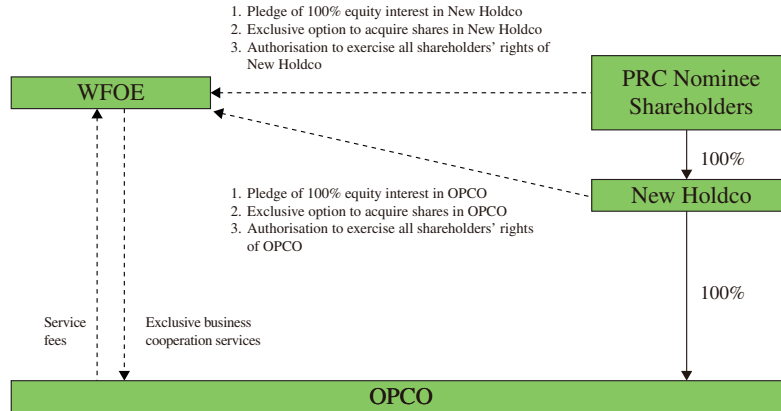 1. Pledge of 100% equity interest in New Holdco
2. Exclusive option to acquire shares in New Holdco
3. Authorisation to exercise all shareholders’ rights of
New Holdco
WFOE
PRC Nominee
Shareholders
100%
New Holdco
1. Pledge of 100% equity interest in OPCO
2. Exclusive option to acquire shares in OPCO
3. Authorisation to exercise all shareholders’ rights
of OPCO
100%
Service
fees
Exclusive business
cooperation services
OPCO